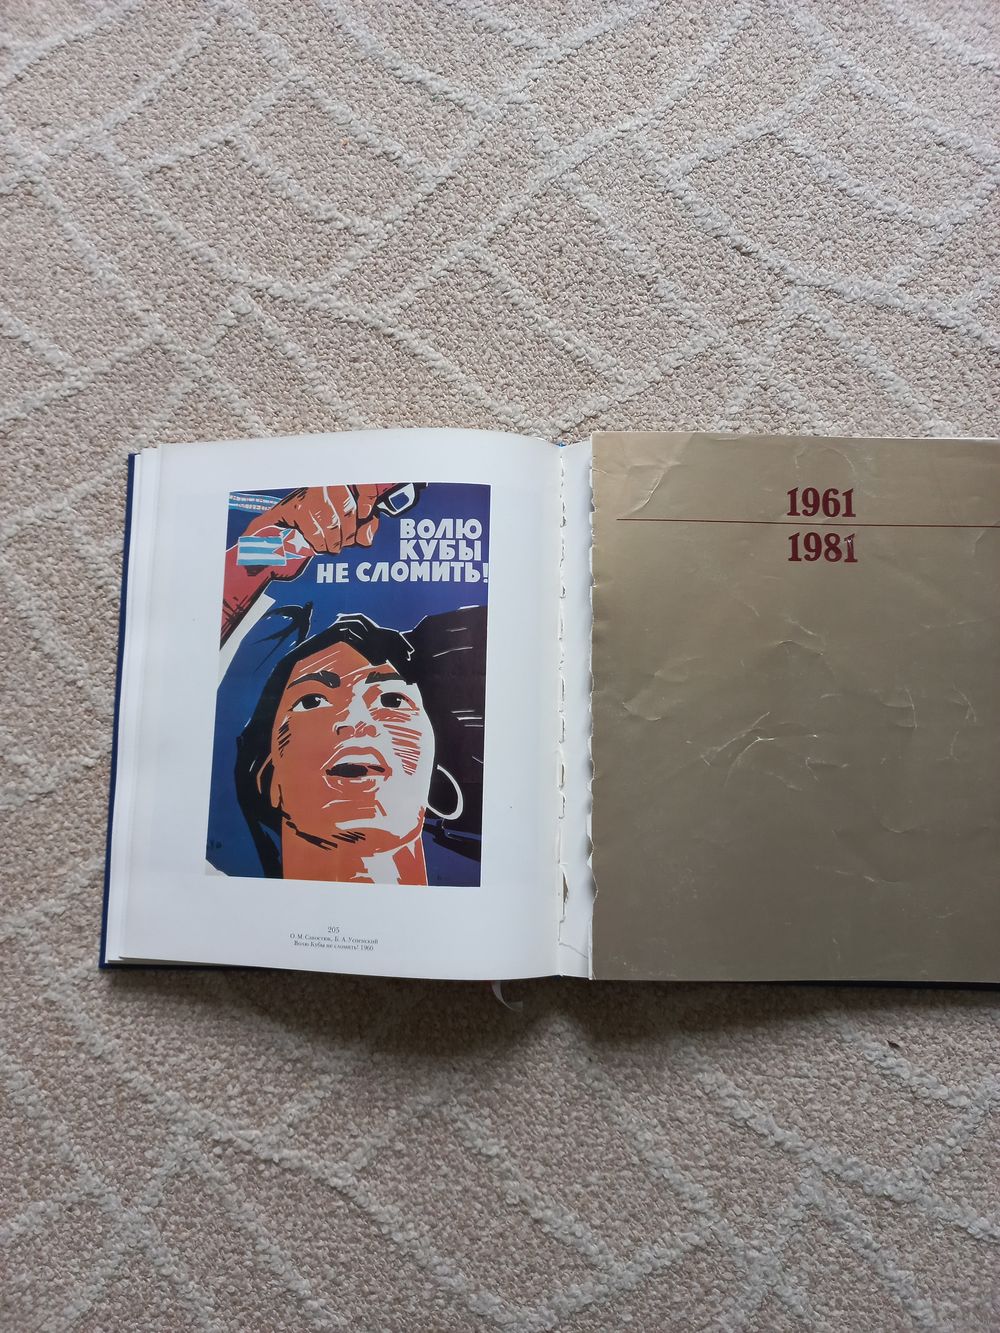 ВОЛЮ
КУБЫ
НЕ СЛОМИТЬ!
205
О. М. Савостюк, Б. А. Успенский
Волю Кубы не сломить! 1960
1961
1981